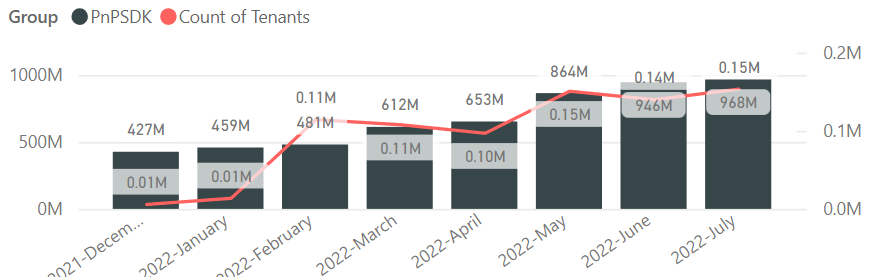 Group PnPSDK Count of Tenants
0.2M
1000M
864M 0.14M 0.15M
612M 653M 946M 968M
427M 459M 0.11M
481M 0.15M
500M 0.11M 0.10M 0.1M
0.01M 0.01M
0M 0.0M
2021-Decem... 2022-January 2022-February 2022-March 2022-April 2022-May 2022-June 2022-July